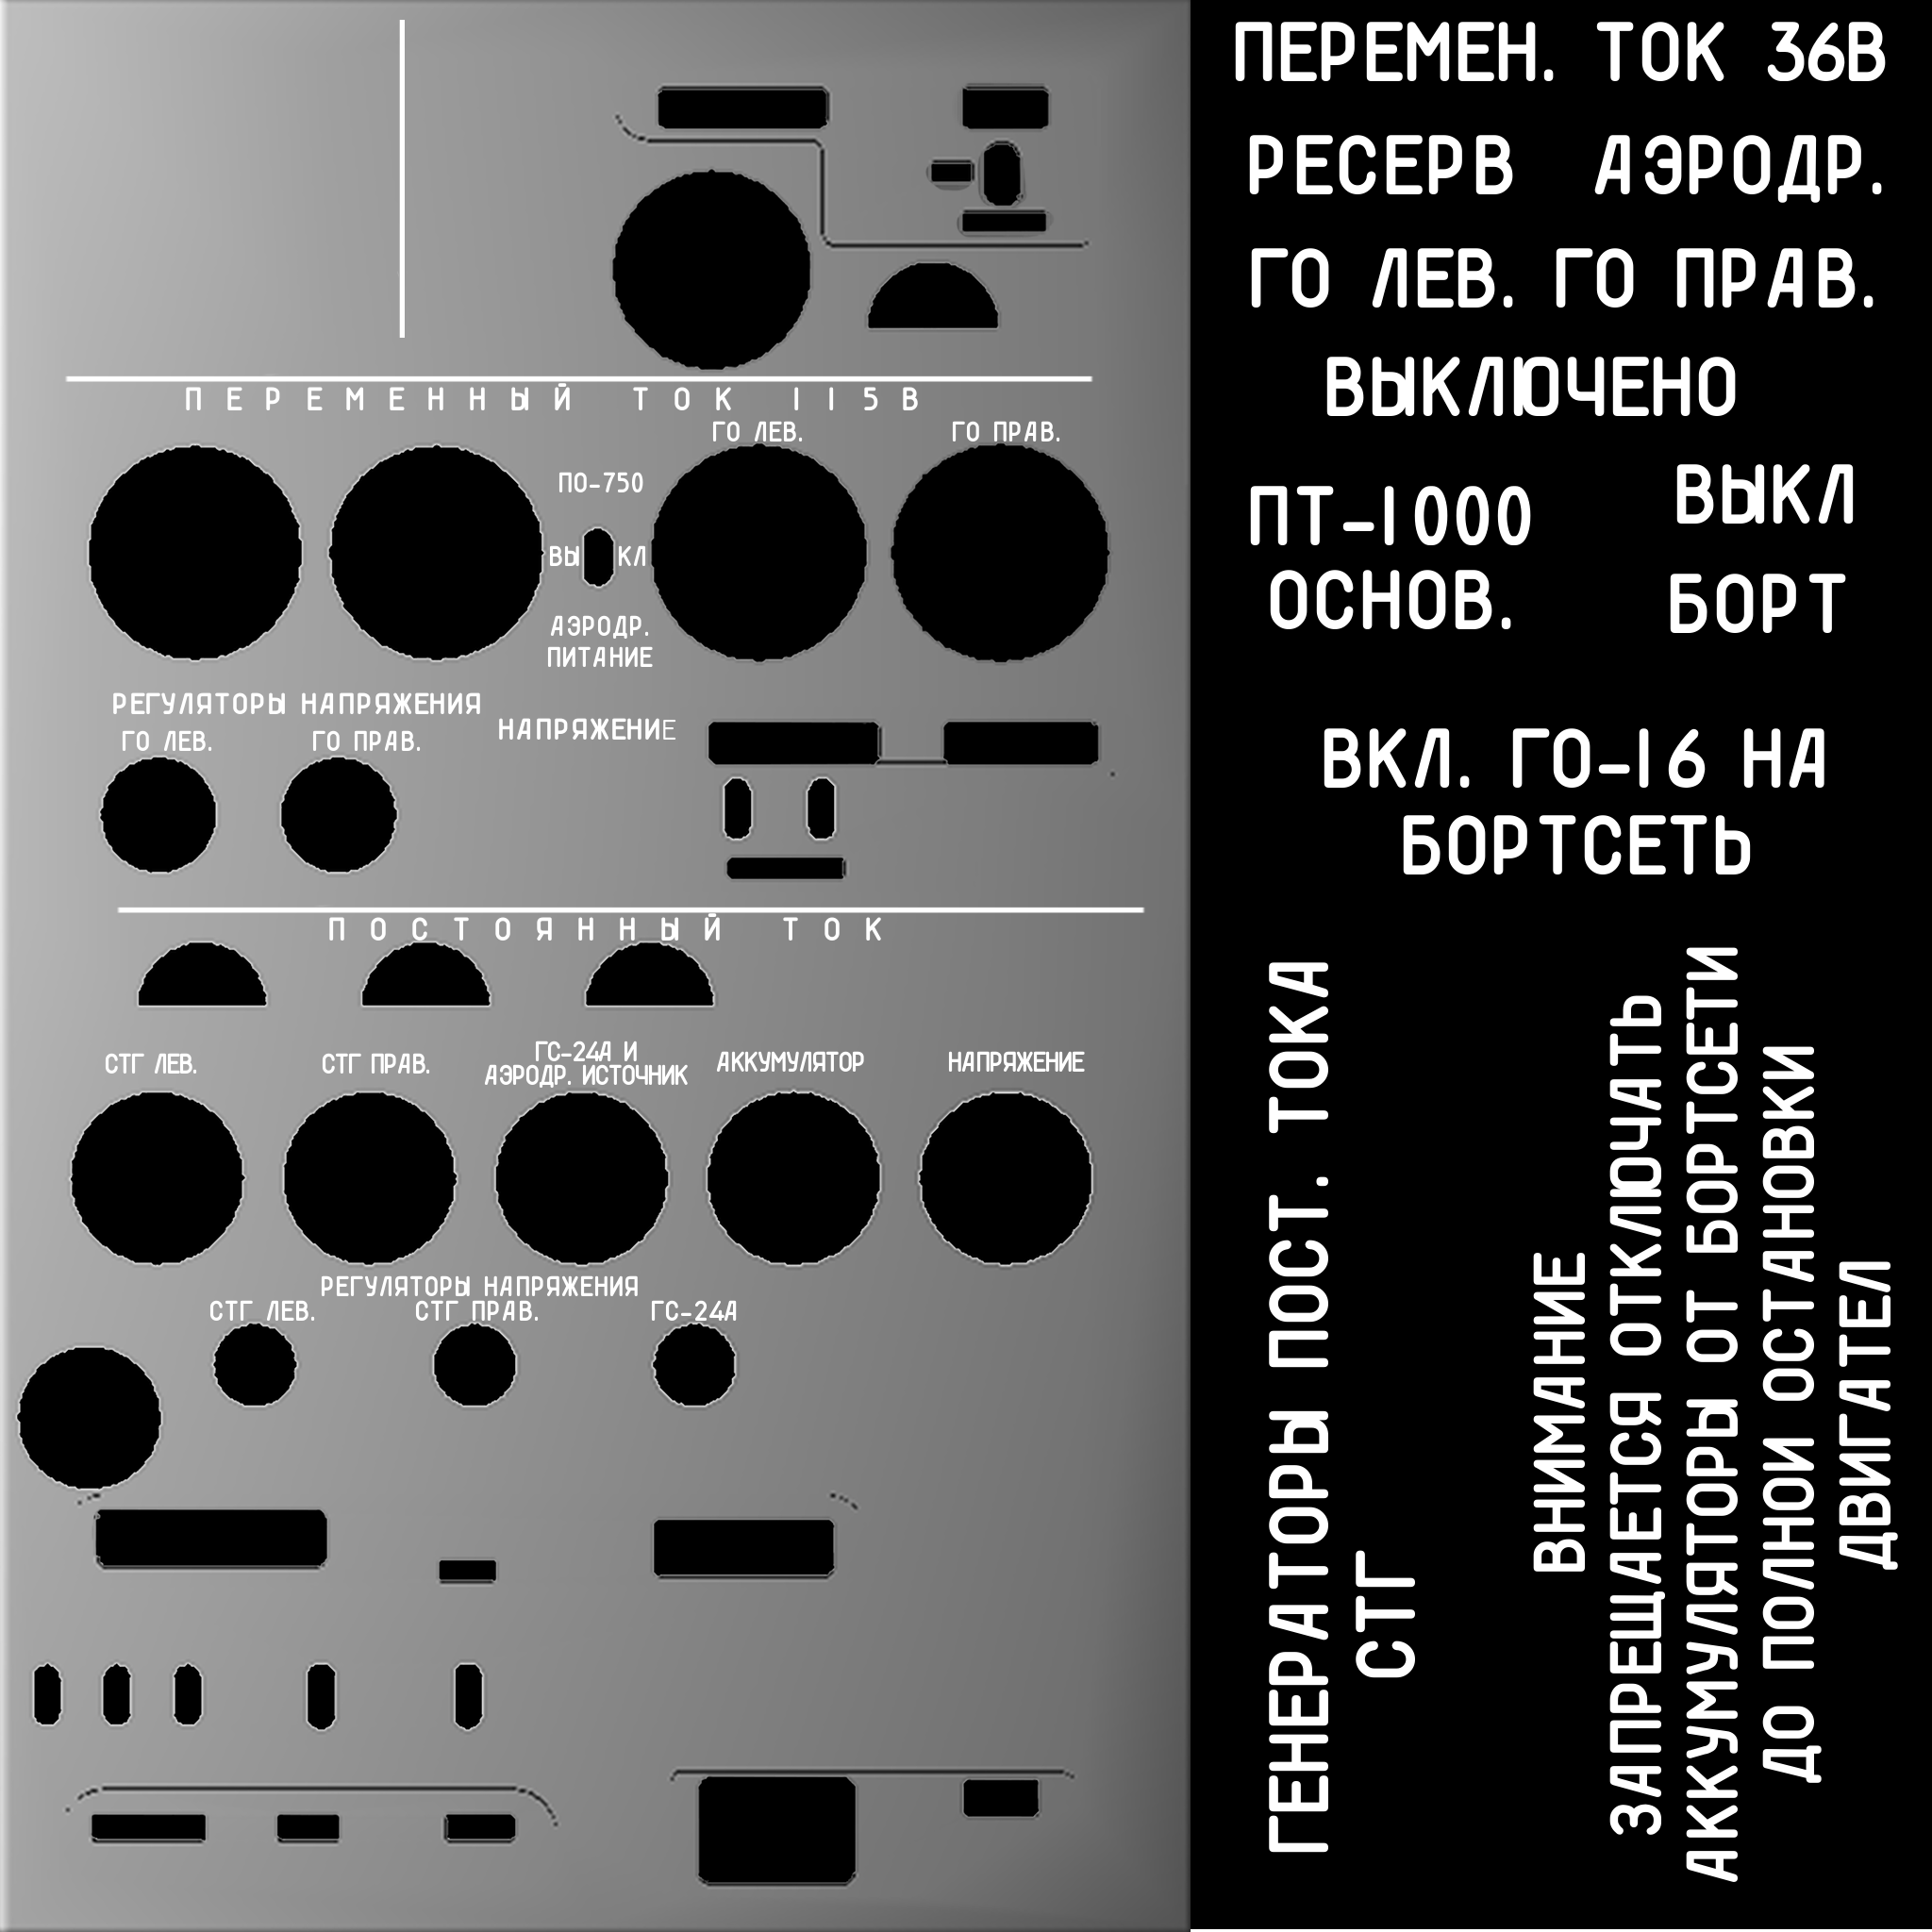 ПЕРЕМЕННЫЙ ТОК 115В
ГО ЛЕВ. ГО ПРАВ.
ПО-750
ВЫ КЛ
АЭРОДР.
ПИТАНИЕ
РЕГУЛЯТОРЫ НАПРЯЖЕНИЯ
ГО ЛЕВ. ГО ПРАВ.
НАПРЯЖЕНИЕ
ПОСТОЯННЫЙ ТОК
СТГ ЛЕВ. СТГ ПРАВ. ГС-24А И АЭРОДР. ИСТОЧНИК АККУМУЛЯТОР НАПРЯЖЕНИЕ
РЕГУЛЯТОРЫ НАПРЯЖЕНИЯ
СТГ ЛЕВ. СТГ ПРАВ. ГС-24А
ПЕРЕМЕН. ТОК 36В
РЕСЕРВ АЭРОДР.
ГО ЛЕВ. ГО ПРАВ.
ВЫКЛЮЧЕНО
ПТ-1000
ОСНОВ.
ВЫКЛ
БОРТ
ВКЛ. ГО-16 НА
БОРТСЕТЬ
ГЕНЕРАТОРЫ ПОСТ. ТОКА
СТГ
ВНИМАНИЕ
ЗАПРЕЩАЕТСЯ ОТКЛЮЧАТЬ
АККУМУЛЯТОРЫ ОТ БОРТСЕТИ
ДО ПОЛНОИ ОСТАНОВКИ
ДВИГАТЕЛ